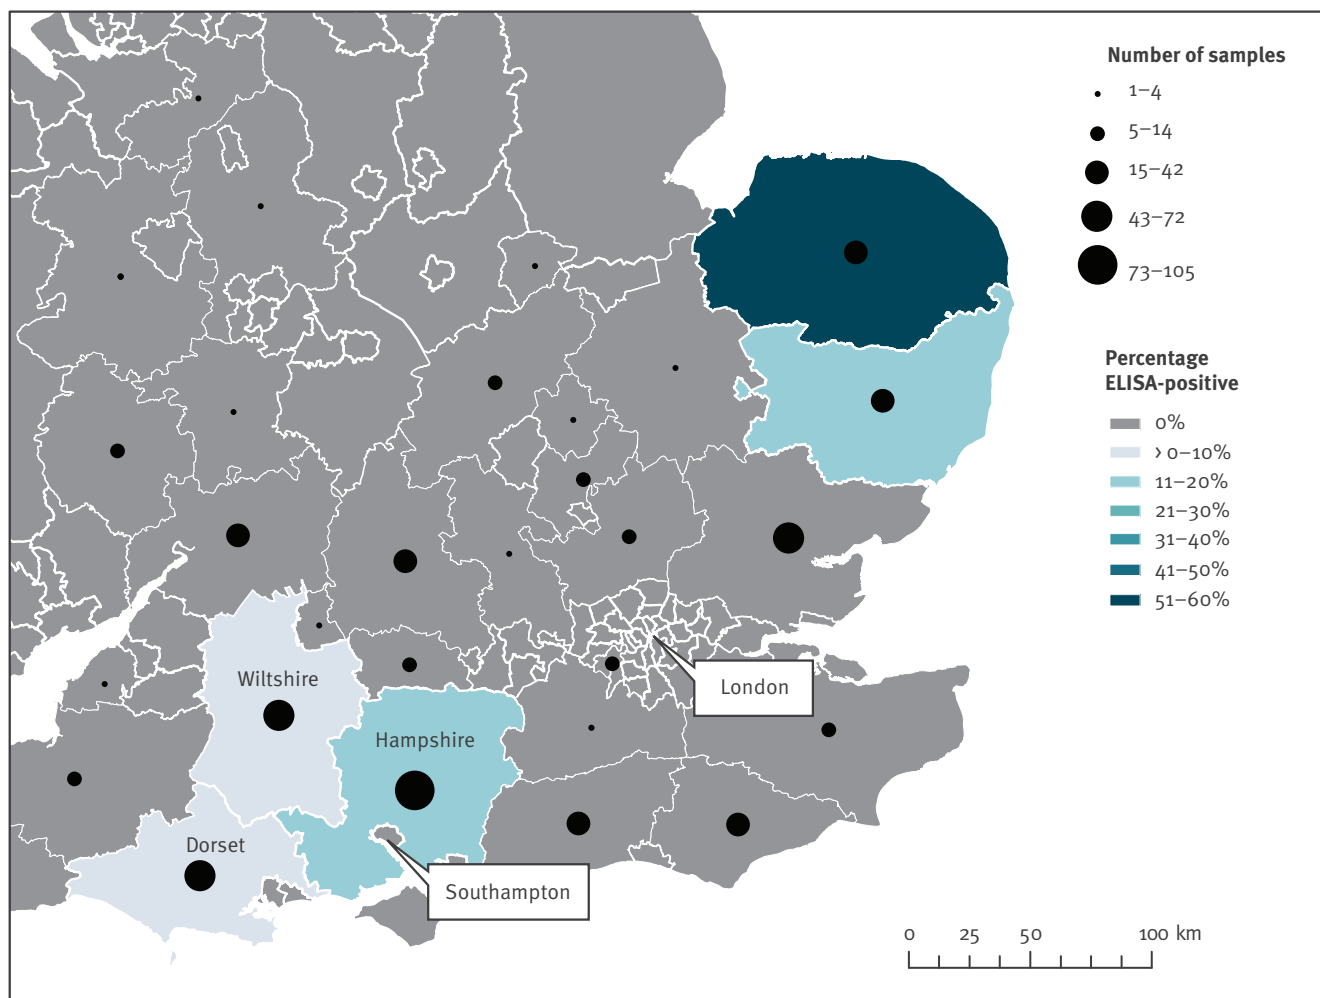 Number of samples
1–4
5–14
15–42
43–72
73–105
Percentage
ELISA-positive
0%
> 0–10%
11–20%
21–30%
31–40%
41–50%
51–60%
Wiltshire
London
Hampshire
Dorset
Southampton
0 25 50 100 km